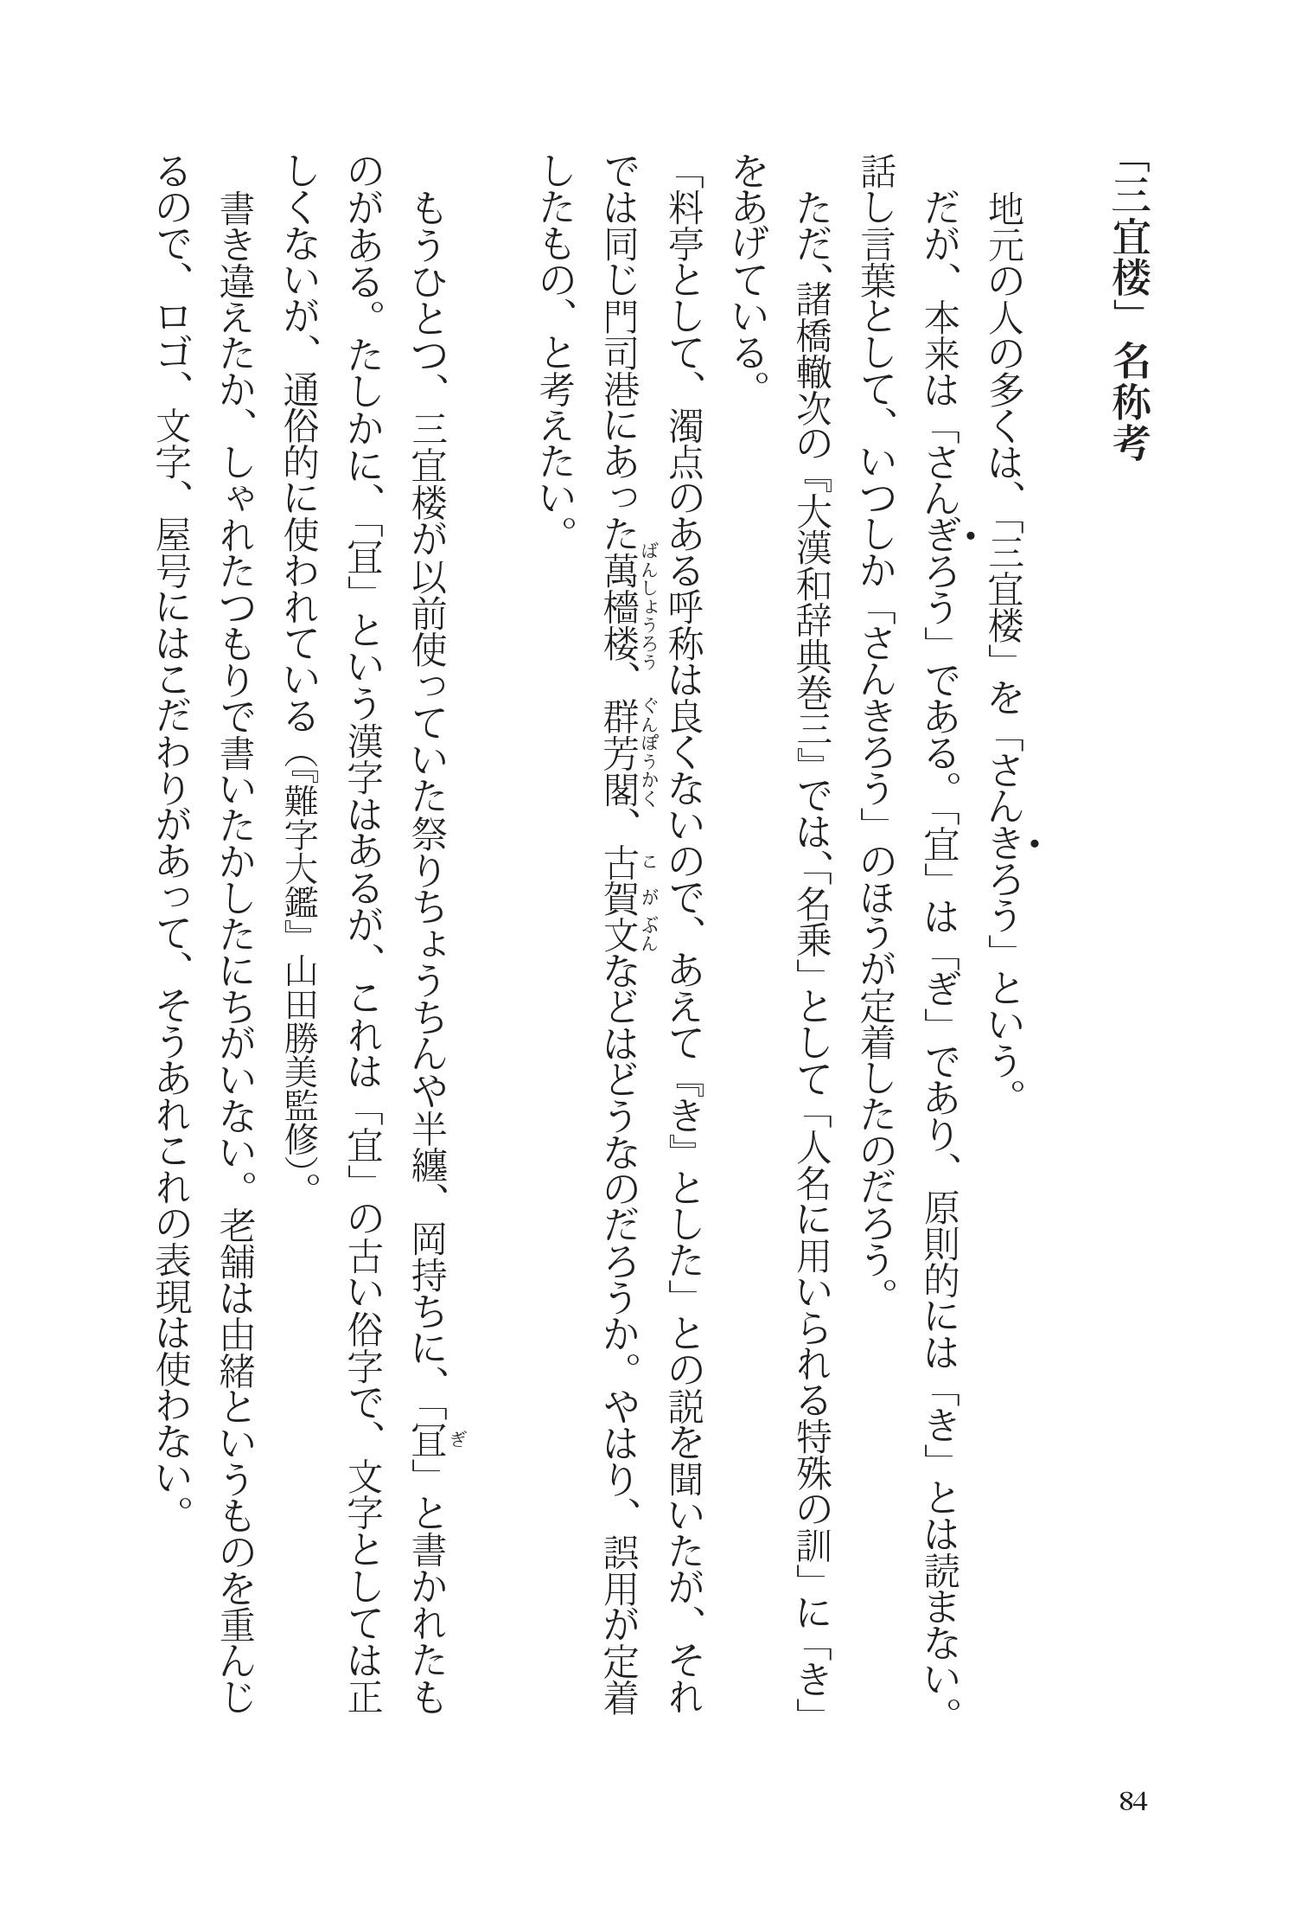 「三宜楼」名称考
地元の人の多くは、「三宜楼」を「さんきろう」という。
だが、本来は「さんぎろう」である。「宜」は「ぎ」であり、原則的には「き」とは読まない。
話し言葉として、いつしか「さんきろう」のほうが定着したのだろう。
ただ、諸橋轍次の『大漢和辞典巻三』では、「名乗」として「人名に用いられる特殊の訓」に「き」
をあげている。
「料亭として、濁点のある呼称は良くないので、あえて『き』とした」との説を聞いたが、それ
では同じ門司港にあった萬檣楼、群芳閣、古賀文などはどうなのだろうか。やはり、誤用が定着
ばんしょうろう ぐんぽうかく こがぶん
したもの、と考えたい。
もうひとつ、三宜楼が以前使っていた祭りちょうちんや半纏、岡持ちに、「冝」と書かれたも
ぎ
のがある。たしかに、「冝」という漢字はあるが、これは「宜」の古い俗字で、文字としては正
しくないが、通俗的に使われている（『難字大鑑』山田勝美監修）。
書き違えたか、しゃれたつもりで書いたかしたにちがいない。老舗は由緒というものを重んじ
るので、ロゴ、文字、屋号にはこだわりがあって、そうあれこれの表現は使わない。
84